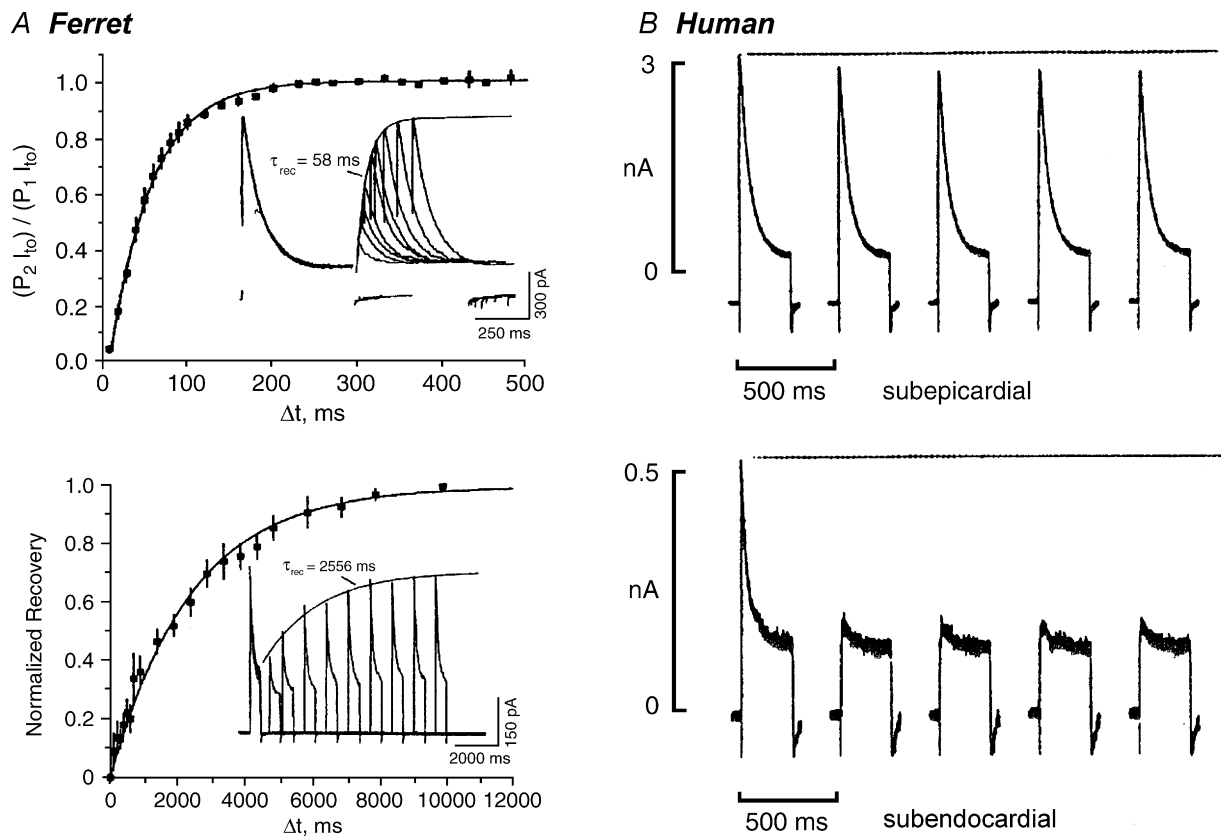 A Ferret
(P2 Ito) / (P1 Ito)
1.0
0.8
0.6
0.4
0.2
0.0
τrec = 58 ms
300 pA
250 ms
0 100 200 300 400 500
Δt, ms
Normalized Recovery
1.0
0.8
0.6
0.4
0.2
0
τrec = 2556 ms
150 pA
2000 ms
0 2000 4000 6000 8000 10000 12000
Δt, ms
B Human
3
nA
0
500 ms subepicardial
0.5
nA
0
500 ms subendocardial